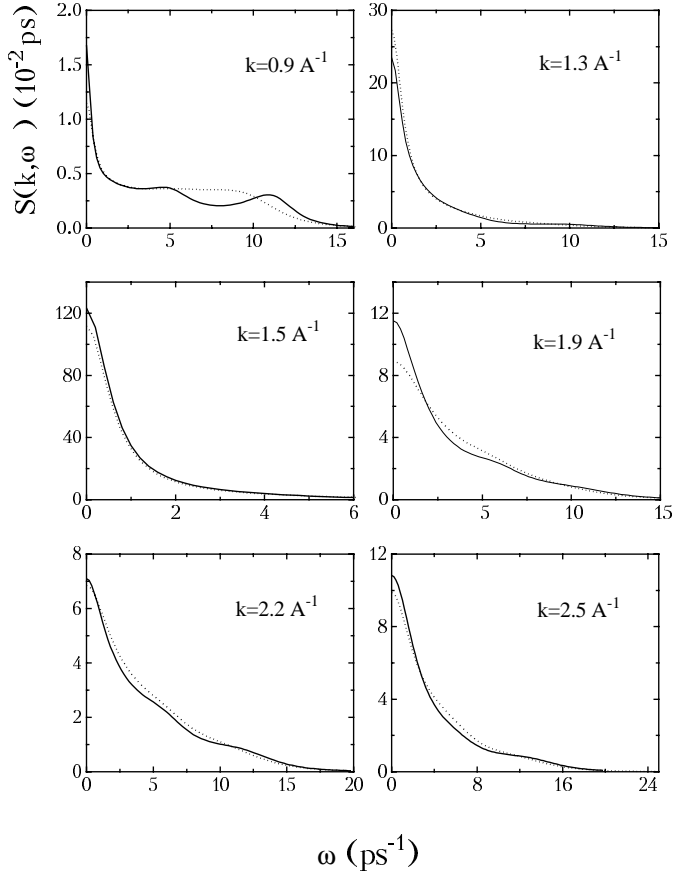 S(k,ω) (10⁻² ps)
2.0
1.5
1.0
0.5
0.0
0 5 10 15
k=0.9 A⁻¹
30
20
10
0
0 5 10 15
k=1.3 A⁻¹
120
80
40
0
0 2 4 6
k=1.5 A⁻¹
12
8
4
0
0 5 10 15
k=1.9 A⁻¹
8
6
4
2
0
0 5 10 15 20
k=2.2 A⁻¹
12
8
4
0
0 8 16 24
k=2.5 A⁻¹
ω (ps⁻¹)